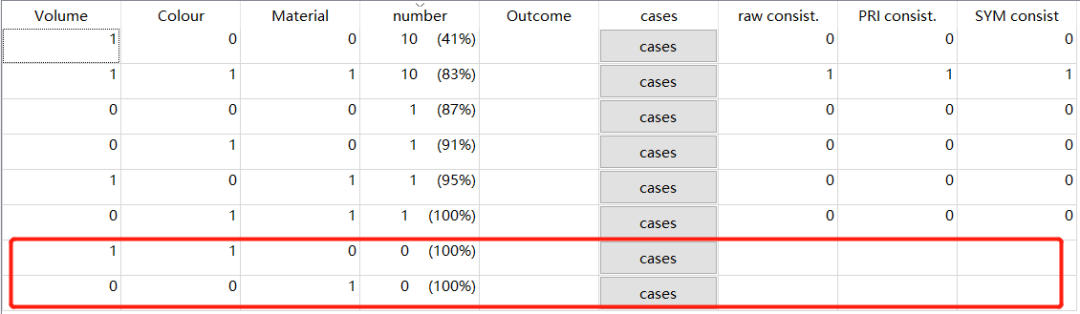 Volume Colour Material number Outcome cases raw consist. PRI consist. SYM consist
1 0 0 10 (41%) cases 0 0 0
1 1 1 10 (83%) cases 1 1 1
0 0 0 1 (87%) cases 0 0 0
0 1 0 1 (91%) cases 0 0 0
1 0 1 1 (95%) cases 0 0 0
0 1 1 1 (100%) cases 0 0 0
1 1 0 0 (100%) cases
0 0 1 0 (100%) cases